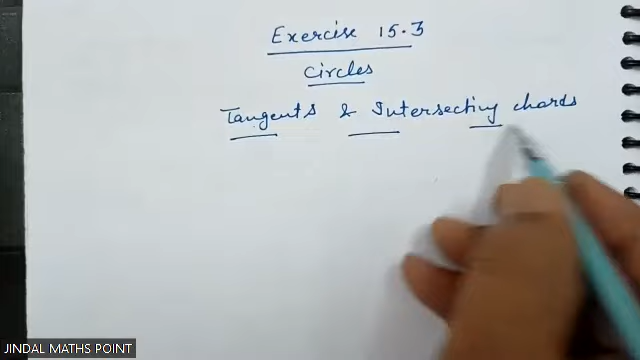 Exercise 15.3
Circles
Tangents & Intersecting chords
JINDAL MATHS POINT